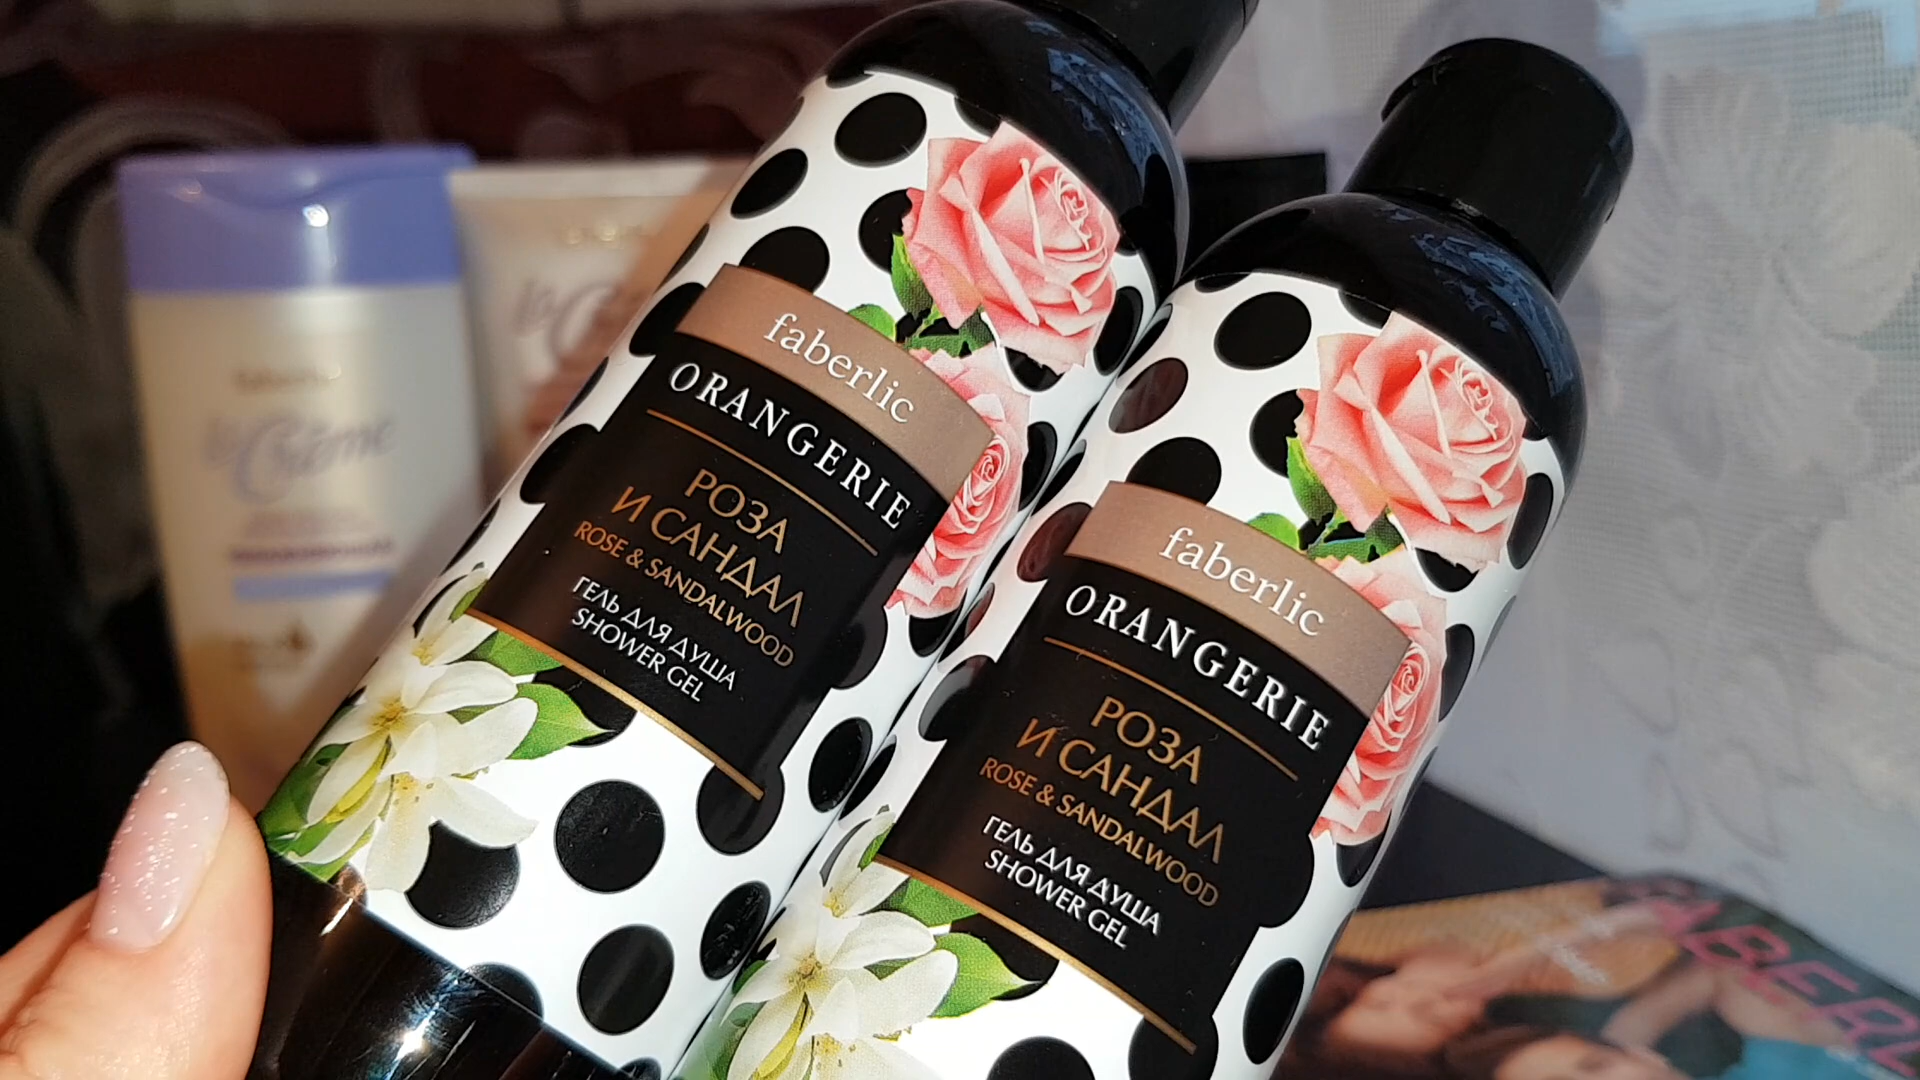 faberlic
ORANGERIE
РОЗА
И САНДАЛ
ROSE & SANDALWOOD
ГЕЛЬ ДЛЯ ДУША
SHOWER GEL
faberlic
ORANGERIE
РОЗА
И САНДАЛ
ROSE & SANDALWOOD
ГЕЛЬ ДЛЯ ДУША
SHOWER GEL
le Crème